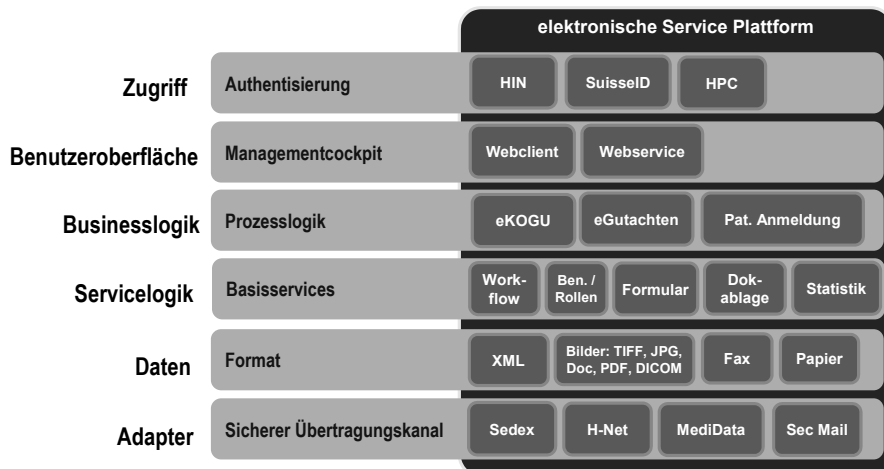 elektronische Service Plattform
Zugriff
Authentisierung
HIN
SuisseID
HPC
Benutzeroberfläche
Managementcockpit
Webclient
Webservice
Businesslogik
Prozesslogik
eKOGU
eGutachten
Pat. Anmeldung
Servicelogik
Basisservices
Work-
flow
Ben. /
Rollen
Formular
Dok-
ablage
Statistik
Daten
Format
XML
Bilder: TIFF, JPG,
Doc, PDF, DICOM
Fax
Papier
Adapter
Sicherer Übertragungskanal
Sedex
H-Net
MediData
Sec Mail